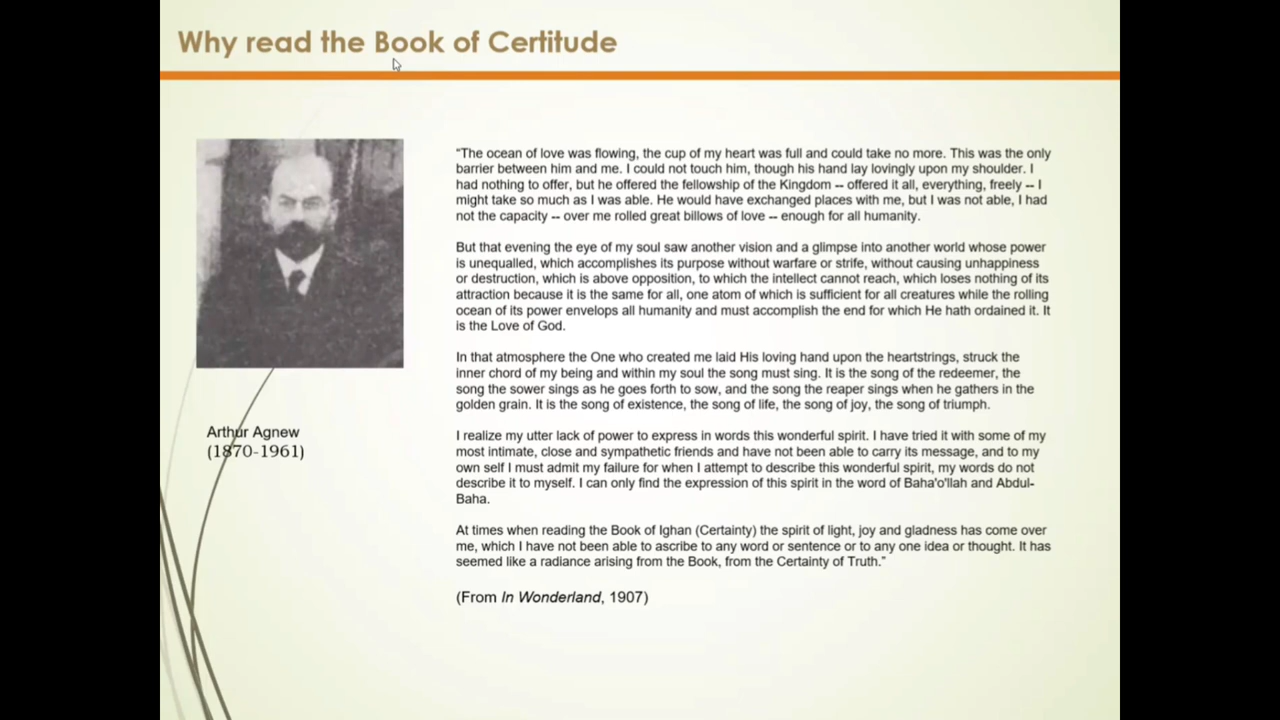 Why read the Book of Certitude
“The ocean of love was flowing, the cup of my heart was full and could take no more. This was the only
barrier between him and me. I could not touch him, though his hand lay lovingly upon my shoulder. I
had nothing to offer, but he offered the fellowship of the Kingdom -- offered it all, everything, freely -- I
might take so much as I was able. He would have exchanged places with me, but I was not able, I had
not the capacity -- over me rolled great billows of love -- enough for all humanity.
But that evening the eye of my soul saw another vision and a glimpse into another world whose power
is unequalled, which accomplishes its purpose without warfare or strife, without causing unhappiness
or destruction, which is above opposition, to which the intellect cannot reach, which loses nothing of its
attraction because it is the same for all, one atom of which is sufficient for all creatures while the rolling
ocean of its power envelops all humanity and must accomplish the end for which He hath ordained it. It
is the Love of God.
In that atmosphere the One who created me laid His loving hand upon the heartstrings, struck the
inner chord of my being and within my soul the song must sing. It is the song of the redeemer, the
song the sower sings as he goes forth to sow, and the song the reaper sings when he gathers in the
golden grain. It is the song of existence, the song of life, the song of joy, the song of triumph.
I realize my utter lack of power to express in words this wonderful spirit. I have tried it with some of my
most intimate, close and sympathetic friends and have not been able to carry its message, and to my
own self I must admit my failure for when I attempt to describe this wonderful spirit, my words do not
describe it to myself. I can only find the expression of this spirit in the word of Baha'o'llah and Abdul-
Baha.
At times when reading the Book of Ighan (Certainty) the spirit of light, joy and gladness has come over
me, which I have not been able to ascribe to any word or sentence or to any one idea or thought. It has
seemed like a radiance arising from the Book, from the Certainty of Truth.”
(From In Wonderland, 1907)
Arthur Agnew
(1870-1961)